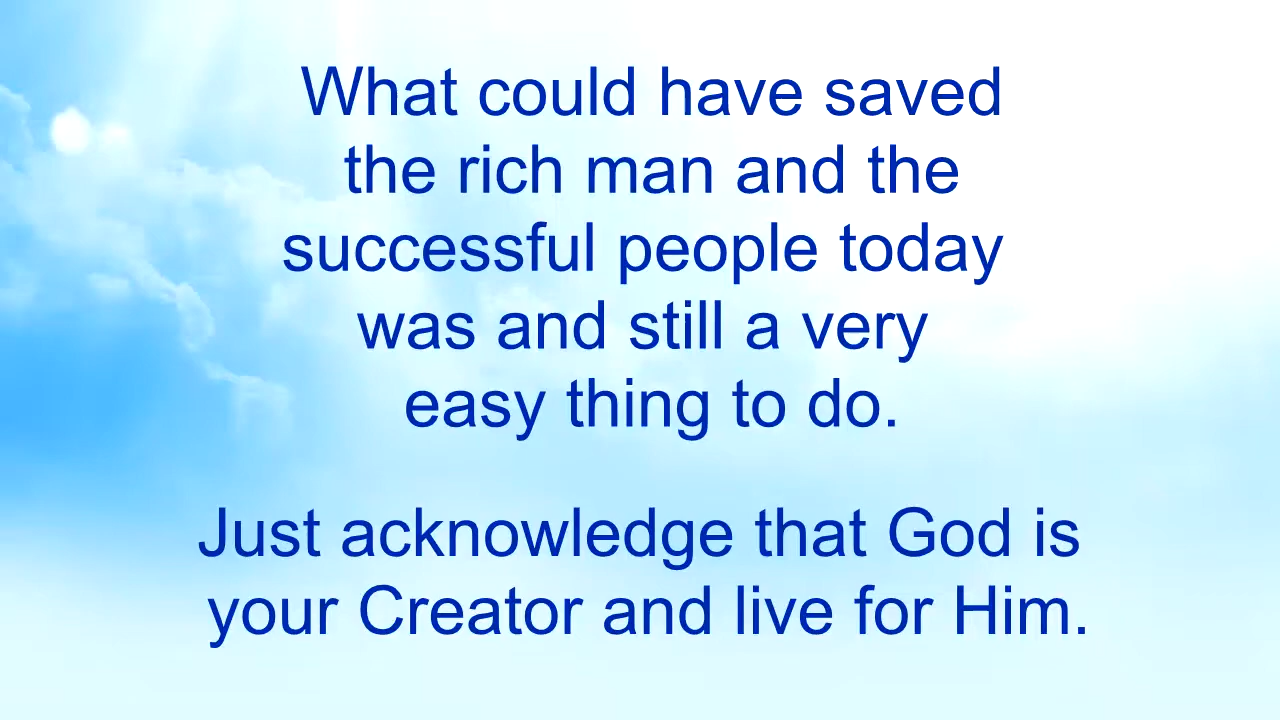 What could have saved
the rich man and the
successful people today
was and still a very
easy thing to do.
Just acknowledge that God is
your Creator and live for Him.